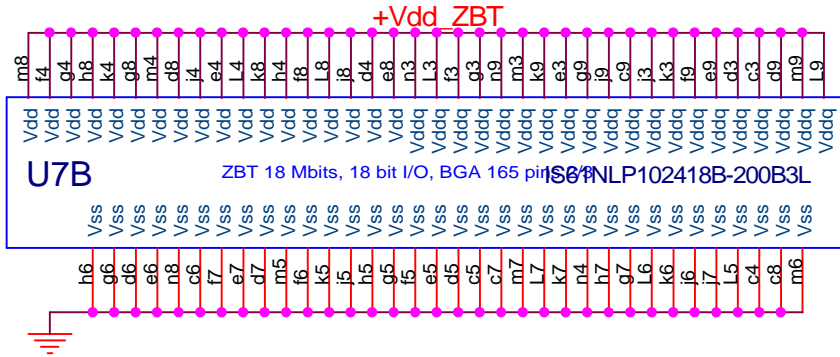 +Vdd_ZBT
m8 f4 g4 h8 k4 g8 m4 d8 j4 e4 L4 k8 h4 f8 L8 j8 d4 e8 n3 L3 f3 g3 n9 m3 k9 e3 g9 j9 c9 j3 k3 f9 e9 d3 c3 d9 m9 L9
Vdd Vdd Vdd Vdd Vdd Vdd Vdd Vdd Vdd Vdd Vdd Vdd Vdd Vdd Vdd Vdd Vdd Vdd Vddq Vddq Vddq Vddq Vddq Vddq Vddq Vddq Vddq Vddq Vddq Vddq Vddq Vddq Vddq Vddq Vddq Vddq Vddq Vddq
U7B
ZBT 18 Mbits, 18 bit I/O, BGA 165 pins
IS61NLP102418B-200B3L
Vss Vss Vss Vss Vss Vss Vss Vss Vss Vss Vss Vss Vss Vss Vss Vss Vss Vss Vss Vss Vss Vss Vss Vss Vss Vss Vss Vss Vss Vss Vss Vss Vss Vss
h6 g6 d6 e6 n8 c6 f7 e7 d7 m5 f6 k5 j5 h5 g5 f5 e5 d5 c5 c7 m7 L7 k7 n4 h7 g7 L6 k6 j6 j7 L5 c4 c8 m6